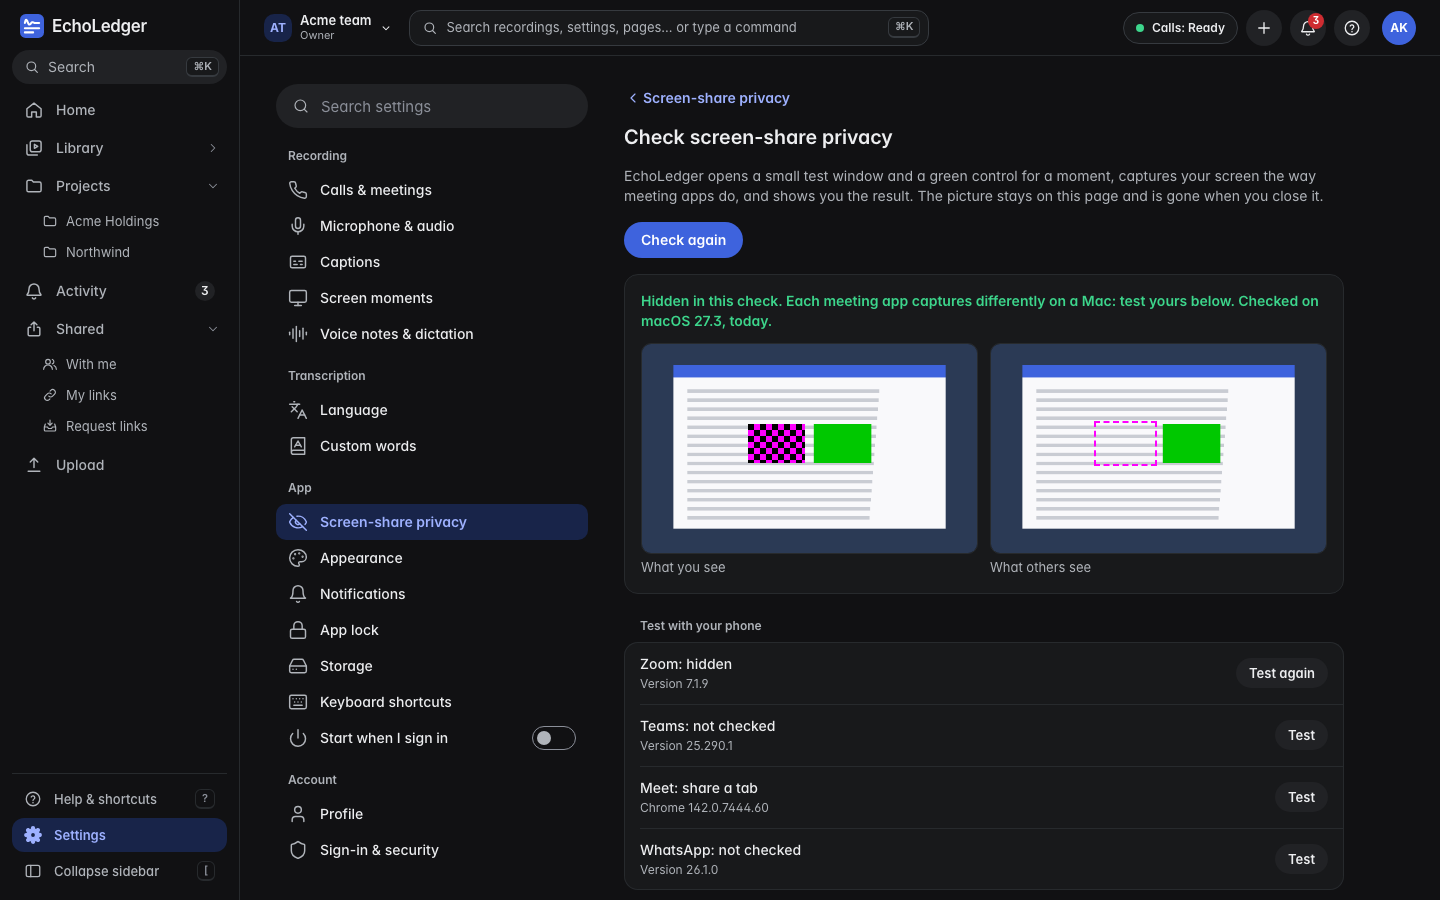 EchoLedger
Search
⌘K
Home
Library
Projects
Acme Holdings
Northwind
Activity
3
Shared
With me
My links
Request links
Upload
Help & shortcuts
?
Settings
Collapse sidebar
[
AT
Acme team
Owner
Search recordings, settings, pages... or type a command
⌘K
Calls: Ready
3
AK
Search settings
Recording
Calls & meetings
Microphone & audio
Captions
Screen moments
Voice notes & dictation
Transcription
Language
Custom words
App
Screen-share privacy
Appearance
Notifications
App lock
Storage
Keyboard shortcuts
Start when I sign in
Account
Profile
Sign-in & security
Screen-share privacy
Check screen-share privacy
EchoLedger opens a small test window and a green control for a moment, captures your screen the way
meeting apps do, and shows you the result. The picture stays on this page and is gone when you close it.
Check again
Hidden in this check. Each meeting app captures differently on a Mac: test yours below. Checked on
macOS 27.3, today.
What you see
What others see
Test with your phone
Zoom: hidden
Version 7.1.9
Test again
Teams: not checked
Version 25.290.1
Test
Meet: share a tab
Chrome 142.0.7444.60
Test
WhatsApp: not checked
Version 26.1.0
Test